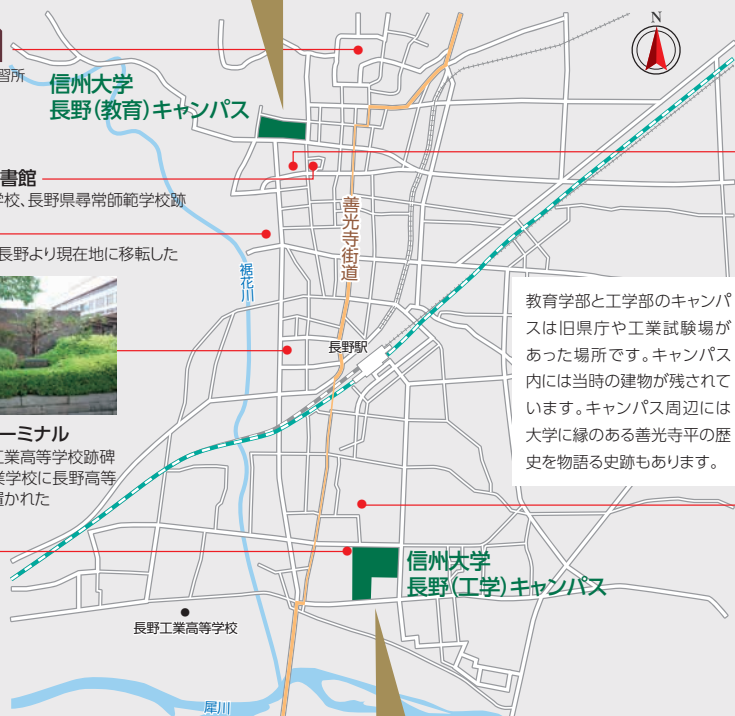 N
習所
信州大学
長野(教育)キャンパス
書館
学校、長野県尋常師範学校跡
長野より現在地に移転した
善光寺街道
裾花川
長野駅
教育学部と工学部のキャンパ
スは旧県庁や工業試験場が
あった場所です。キャンパス
内には当時の建物が残されて
います。キャンパス周辺には
大学に縁のある善光寺平の歴
史を物語る史跡もあります。
ーミナル
工業高等学校跡碑
業学校に長野高等
置かれた
信州大学
長野(工学)キャンパス
長野工業高等学校
犀川